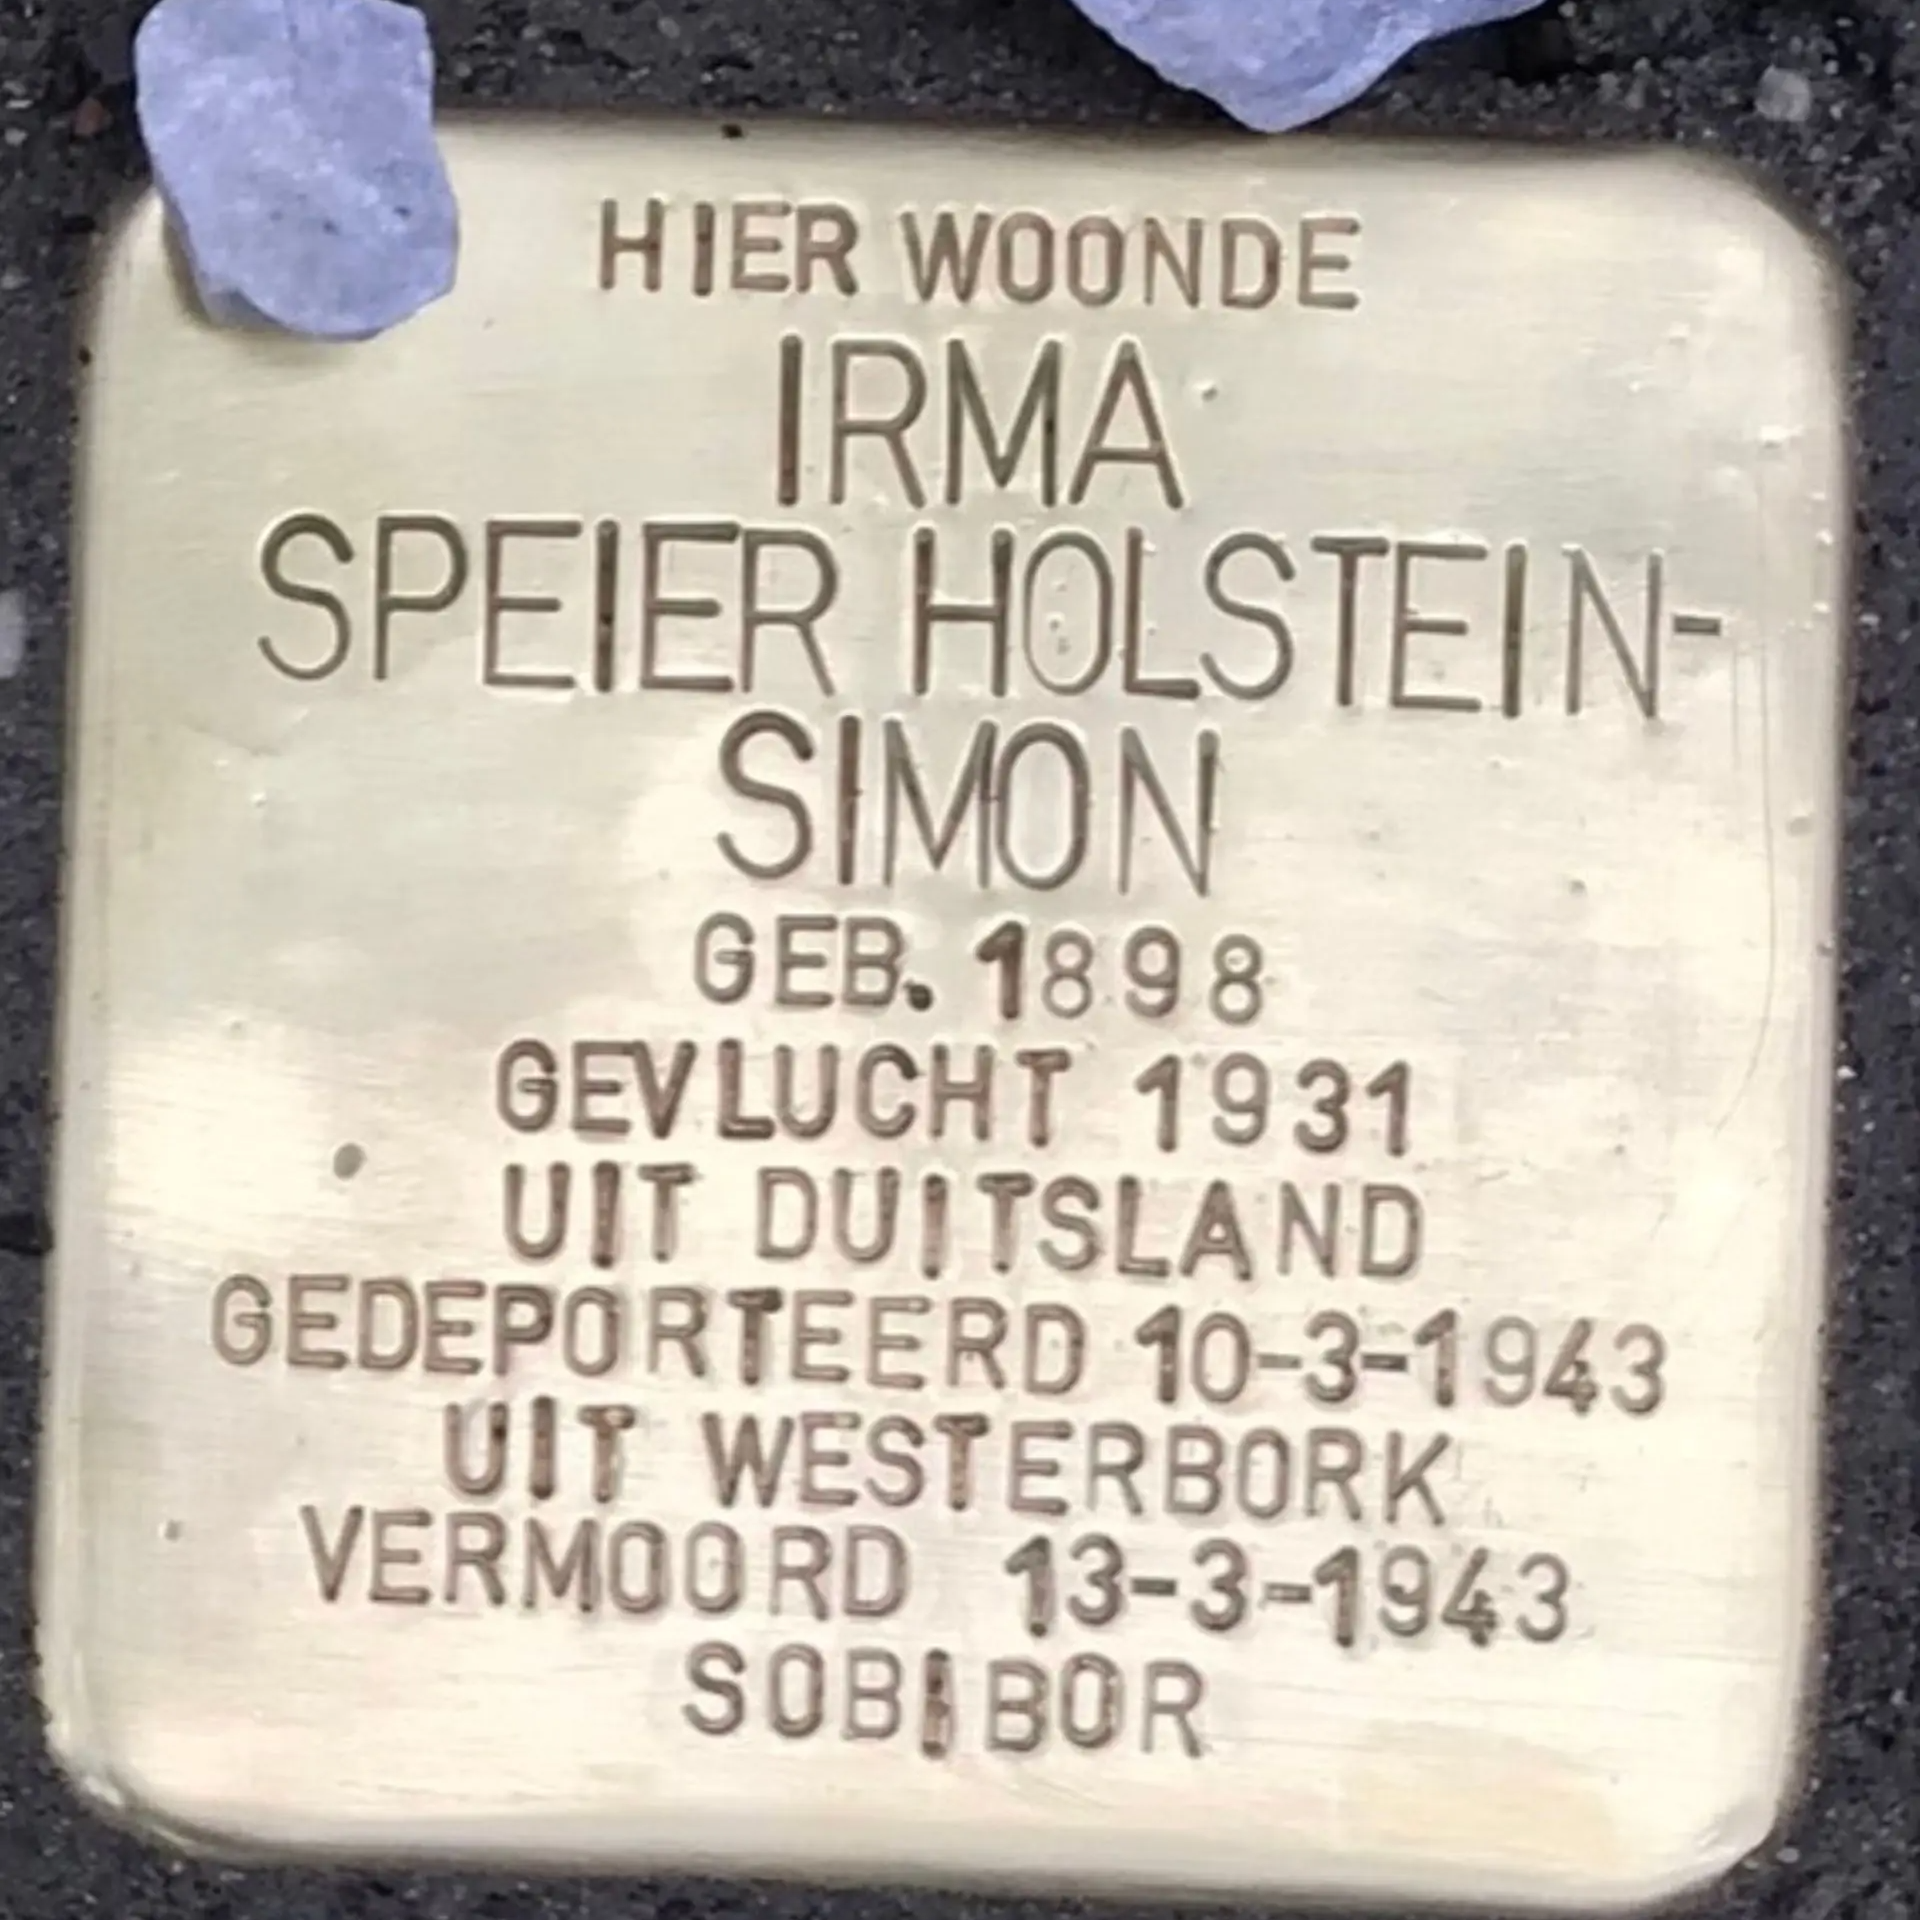 HIER WOONDE
IRMA
SPEIER HOLSTEIN-
SIMON
GEB. 1898
GEVLUCHT 1931
UIT DUITSLAND
GEDEPORTEERD 10-3-1943
UIT WESTERBORK
VERMOORD 13-3-1943
SOBIBOR